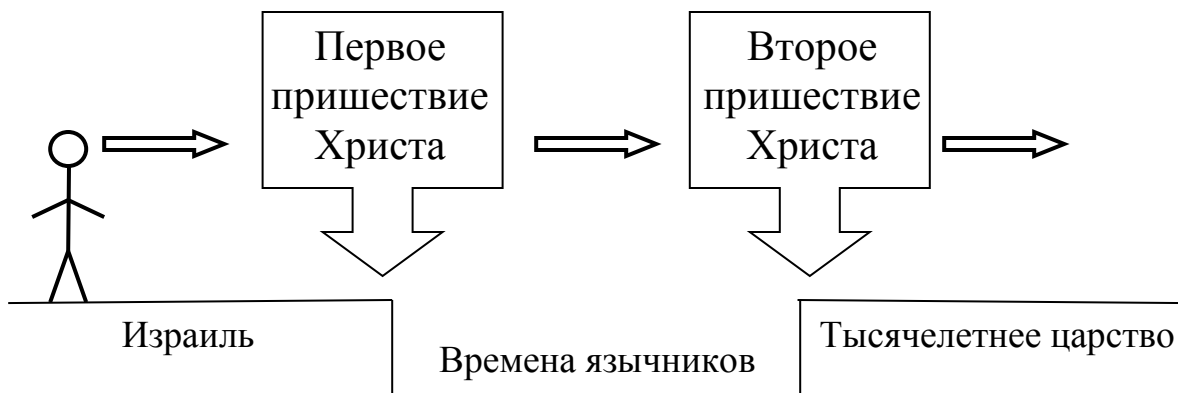 Первое
пришествие
Христа
Второе
пришествие
Христа
Израиль
Времена язычников
Тысячелетнее царство